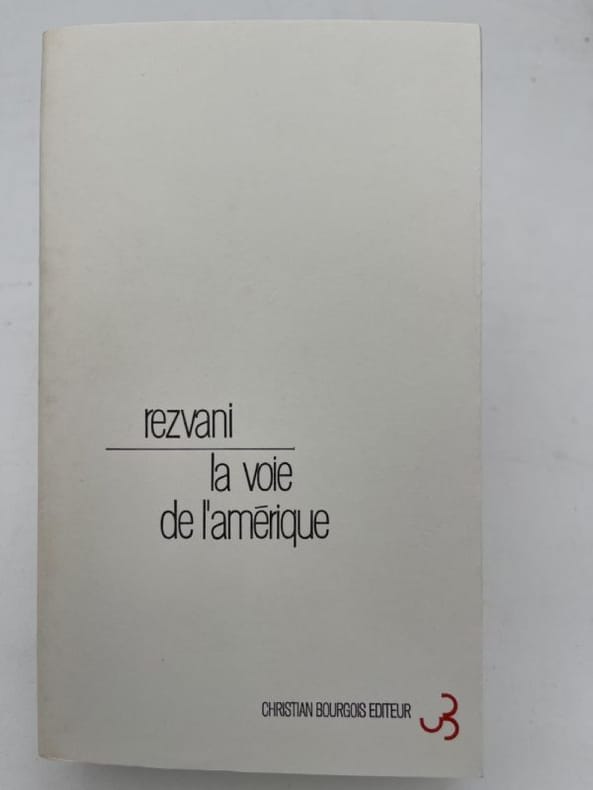 rezvani
la voie
de l'amérique
CHRISTIAN BOURGOIS EDITEUR